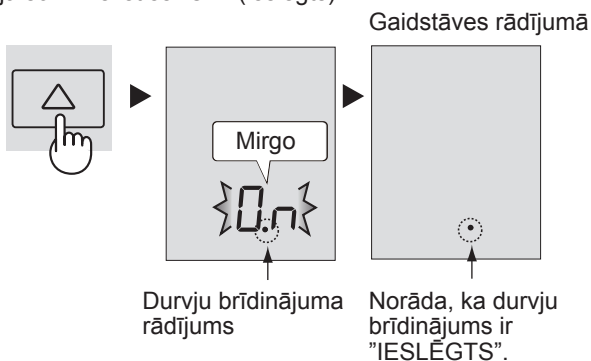 Gaidstāves rādījumā
Mirgo
0.n
Durvju brīdinājuma
rādījums
Norāda, ka durvju
brīdinājums ir
”IESLĒGTS”.